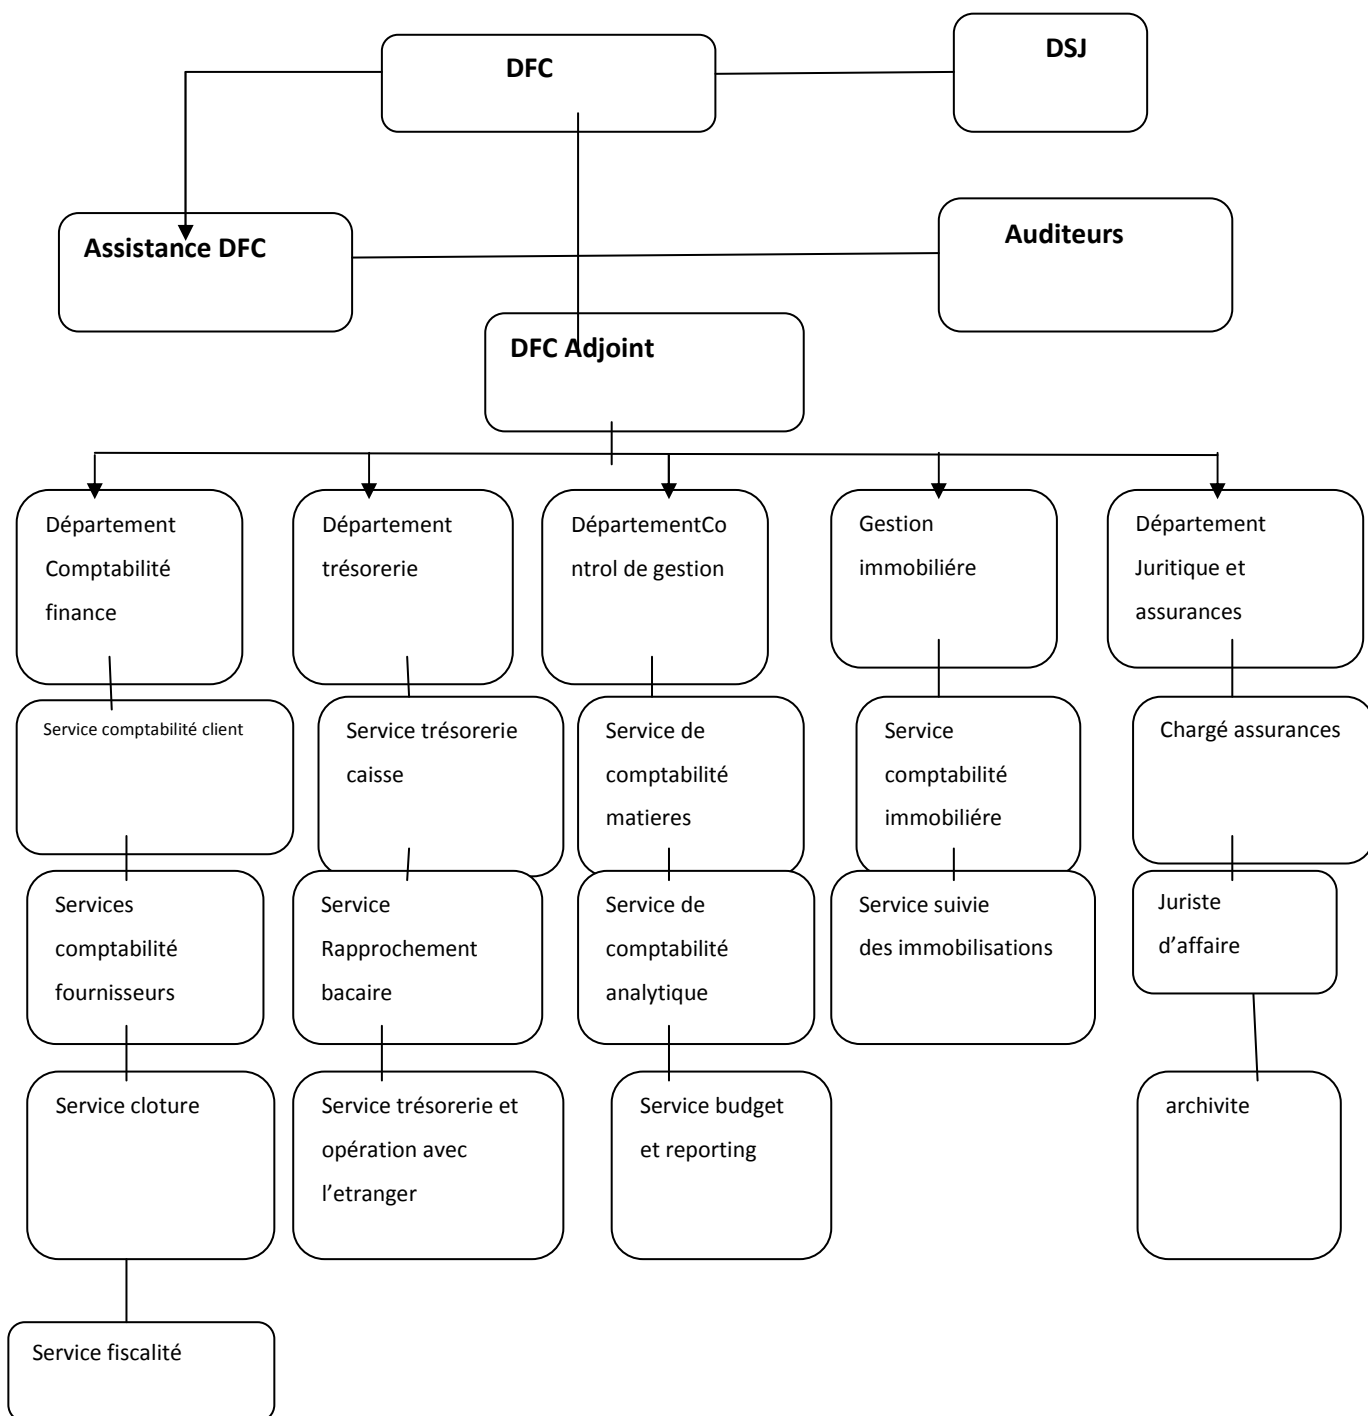 DFC
DSJ
Assistance DFC
Auditeurs
DFC Adjoint
Département
Comptabilité
finance
Département
trésorerie
DépartementCo
ntrol de gestion
Gestion
immobiliére
Département
Juritique et
assurances
Service comptabilité client
Service trésorerie
caisse
Service de
comptabilité
matieres
Service
comptabilité
immobiliére
Chargé assurances
Services
comptabilité
fournisseurs
Service
Rapprochement
bacaire
Service de
comptabilité
analytique
Service suivie
des immobilisations
Juriste
d’affaire
Service cloture
Service trésorerie et
opération avec
l’etranger
Service budget
et reporting
archivite
Service fiscalité